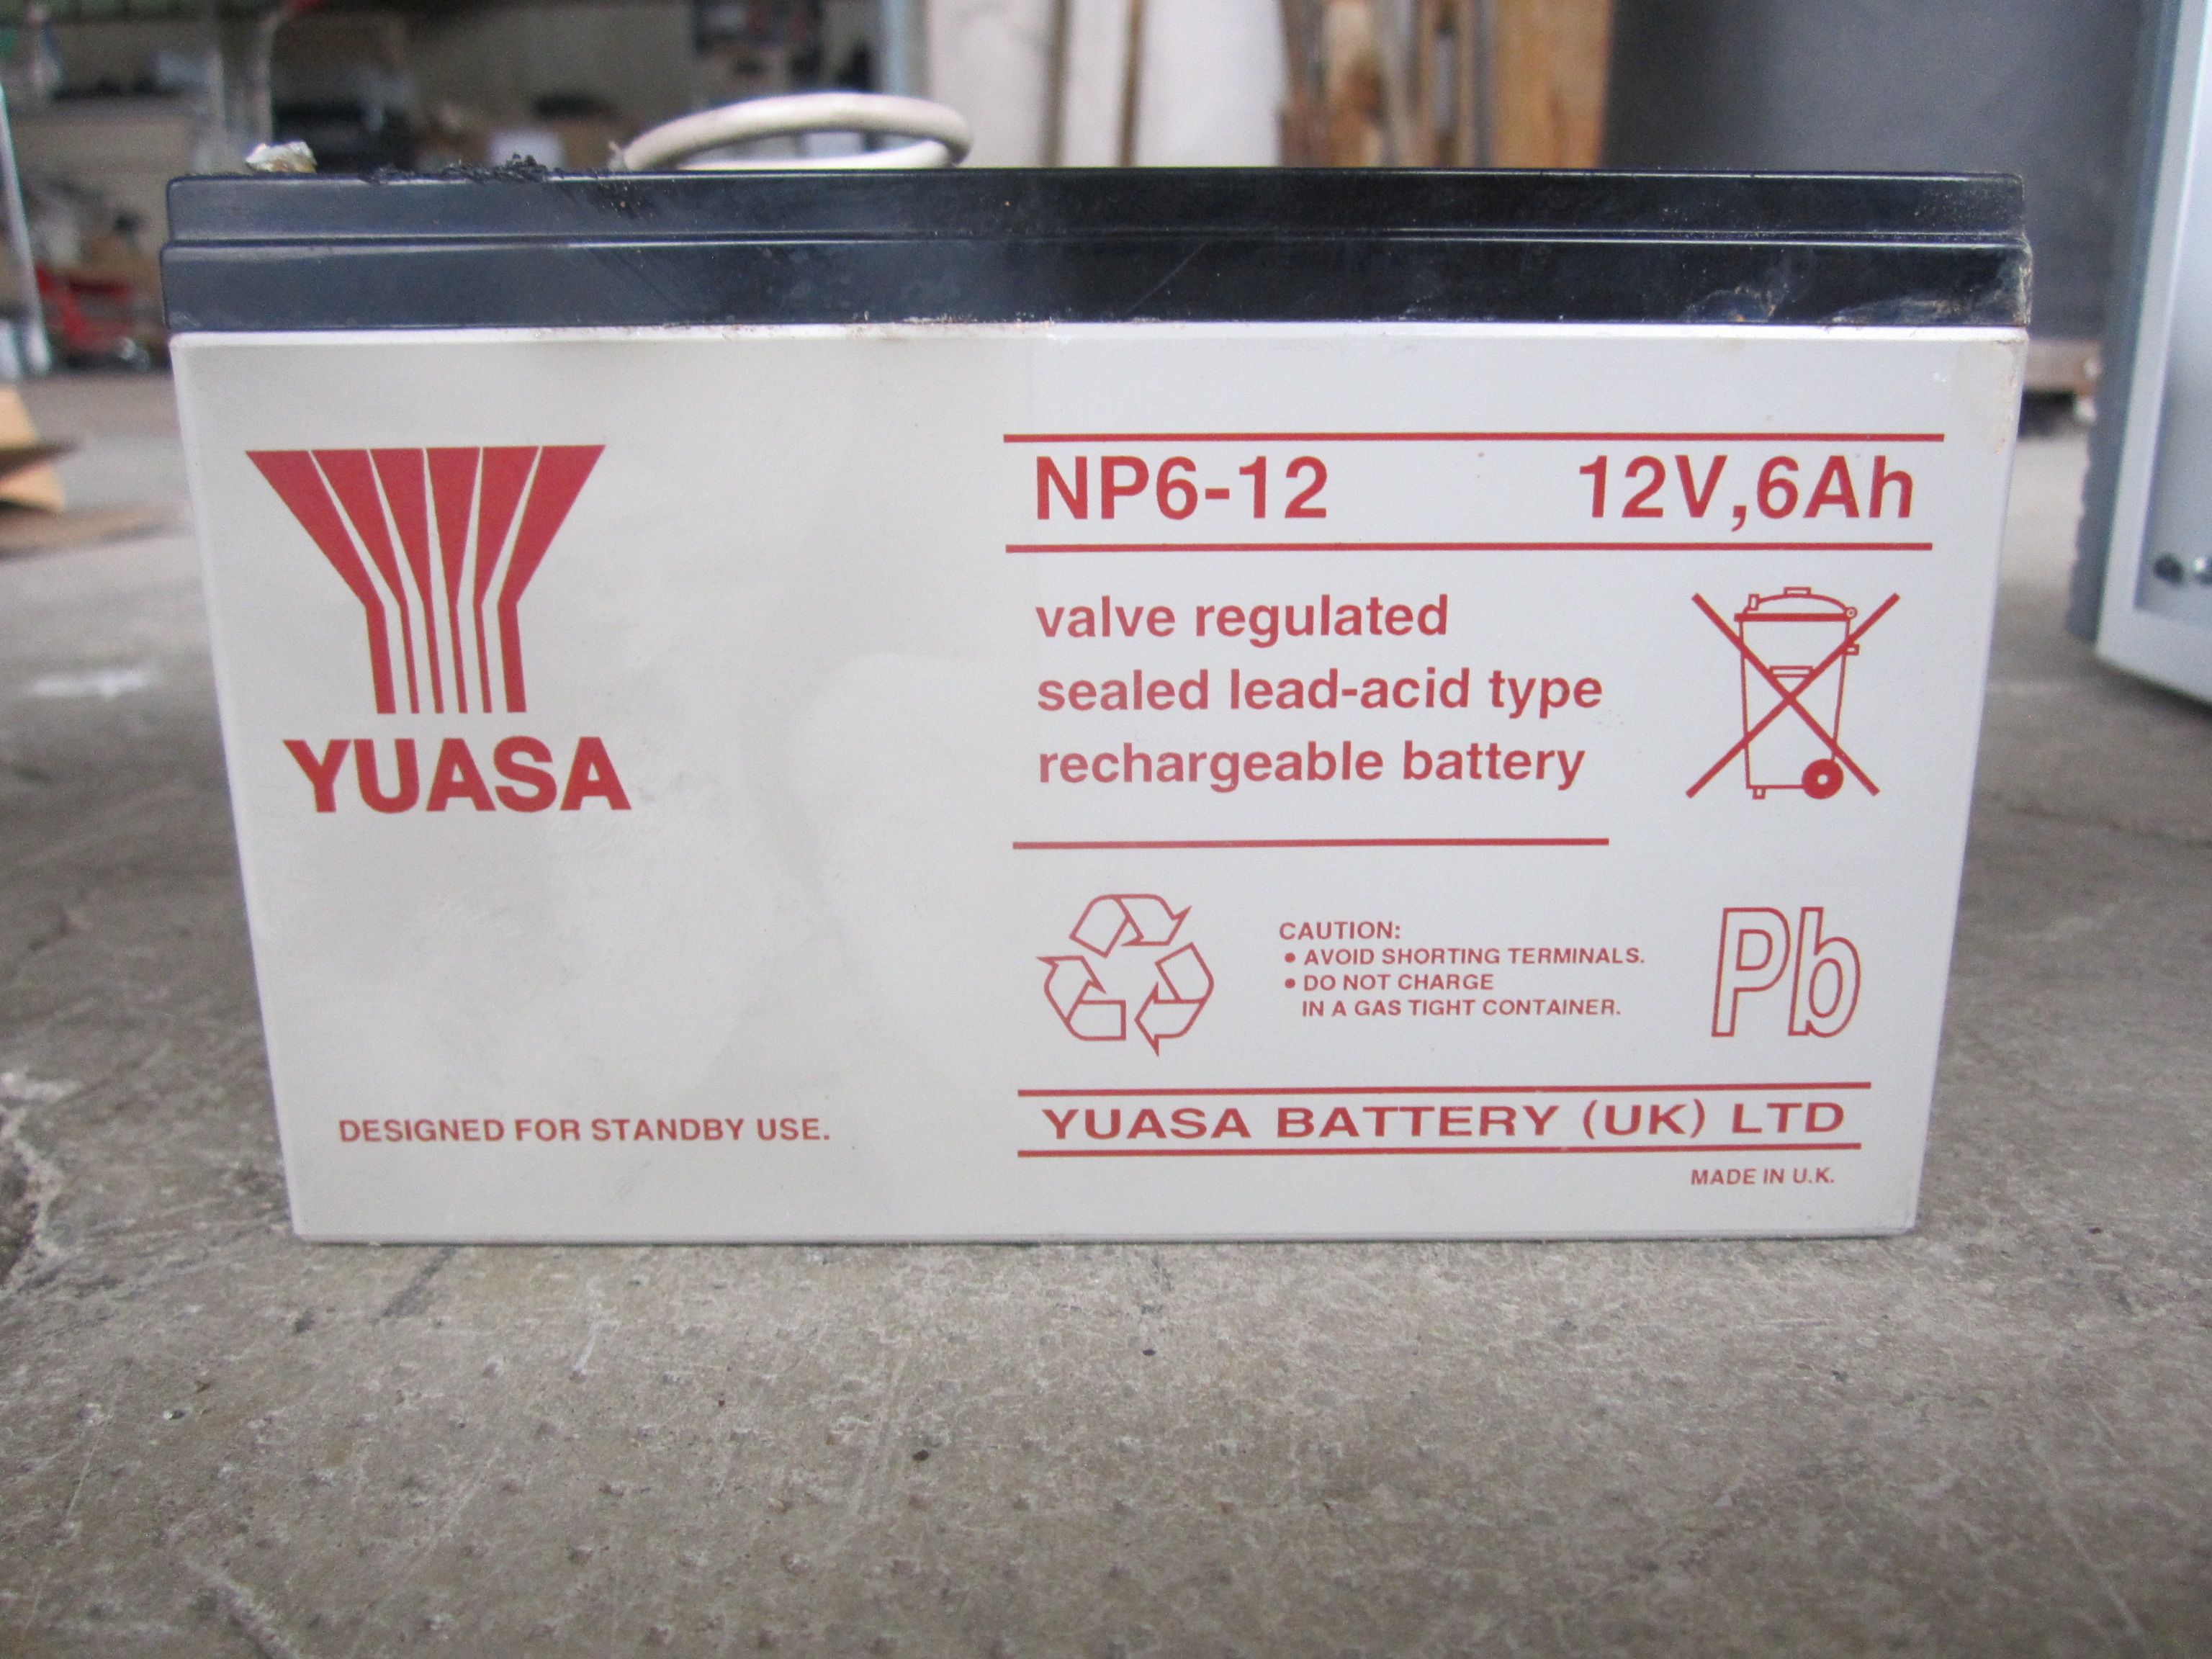 YUASA
DESIGNED FOR STANDBY USE.
NP6-12 12V,6Ah
valve regulated
sealed lead-acid type
rechargeable battery
CAUTION:
• AVOID SHORTING TERMINALS.
• DO NOT CHARGE
IN A GAS TIGHT CONTAINER.
Pb
YUASA BATTERY (UK) LTD
MADE IN U.K.